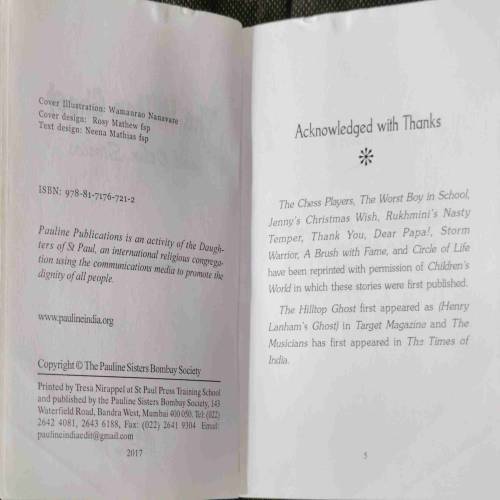 Cover Illustration: Wamanrao Nanavare
Cover design: Rosy Mathew fsp
Text design: Neena Mathias fsp
ISBN: 978-81-7176-721-2
Pauline Publications is an activity of the Daugh-
ters of St Paul, an international religious congrega-
tion using the communications media to promote the
dignity of all people.
www.paulineindia.org
Copyright © The Pauline Sisters Bombay Society
Printed by Tresa Nirappel at St Paul Press Training School
and published by the Pauline Sisters Bombay Society, 143
Waterfield Road, Bandra West, Mumbai 400 050. Tel: (022)
2642 4081, 2643 6188, Fax: (022) 2641 9304 Email:
paulineindiaedit@gmail.com
2017
Acknowledged with Thanks
The Chess Players, The Worst Boy in School,
Jenny's Christmas Wish, Rukhmini's Nasty
Temper, Thank You, Dear Papa!, Storm
Warrior, A Brush with Fame, and Circle of Life
have been reprinted with permission of Children's
World in which these stories were first published.
The Hilltop Ghost first appeared as (Henry
Lanham's Ghost) in Target Magazine and The
Musicians has first appeared in The Times of
India.
5